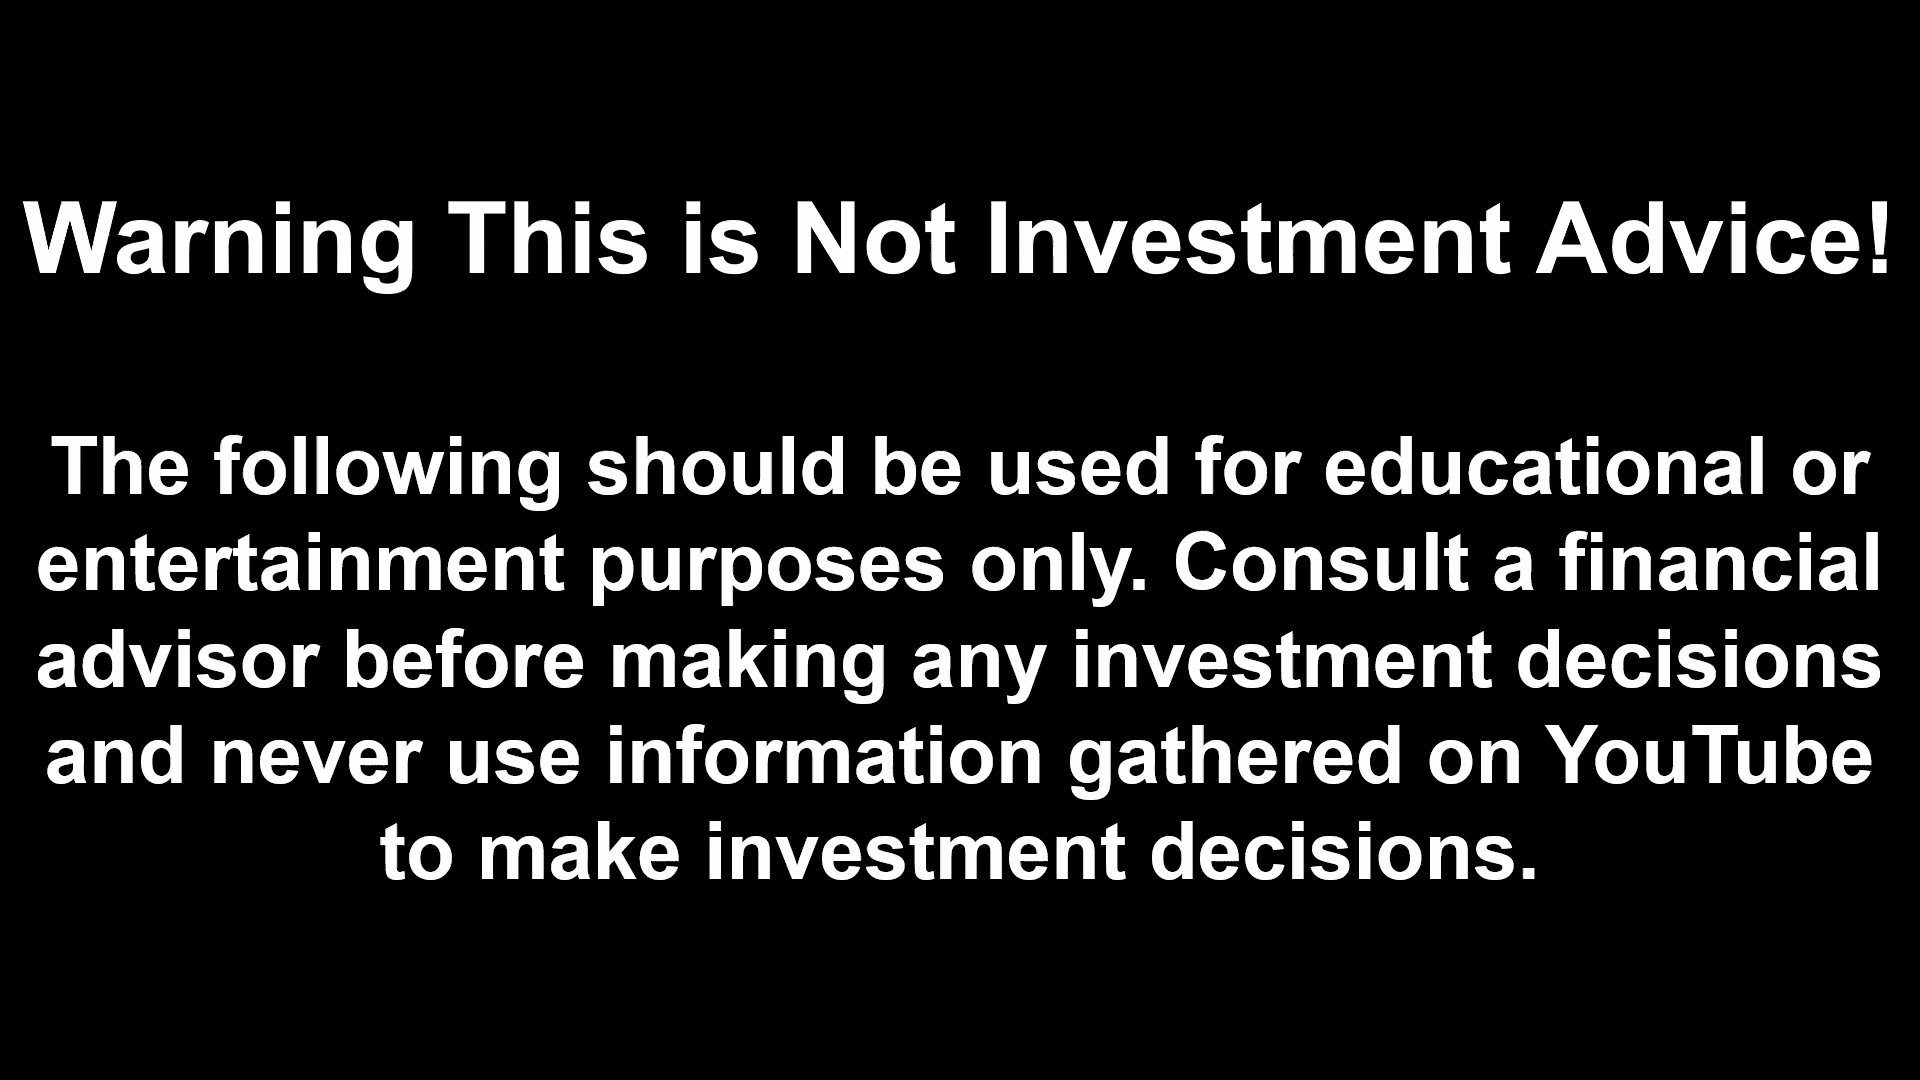 Warning This is Not Investment Advice!
The following should be used for educational or
entertainment purposes only. Consult a financial
advisor before making any investment decisions
and never use information gathered on YouTube
to make investment decisions.